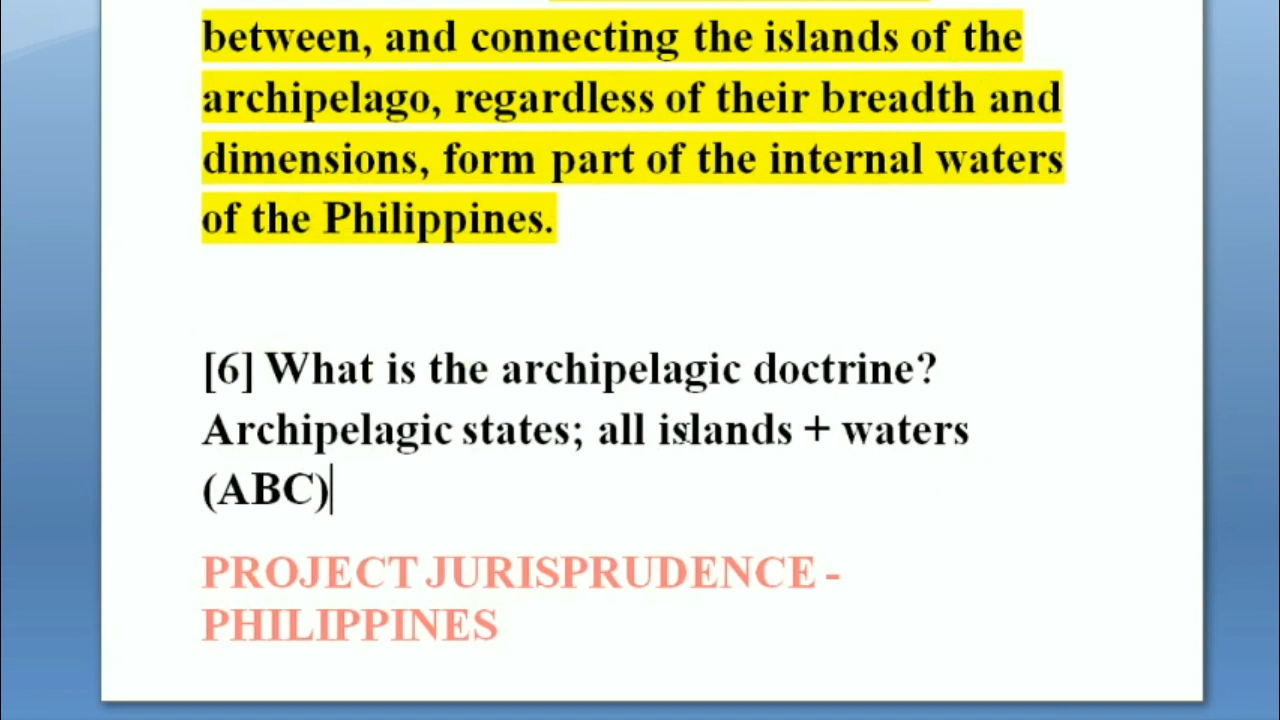 between, and connecting the islands of the
archipelago, regardless of their breadth and
dimensions, form part of the internal waters
of the Philippines.
[6] What is the archipelagic doctrine?
Archipelagic states; all islands + waters
(ABC)
PROJECT JURISPRUDENCE -
PHILIPPINES